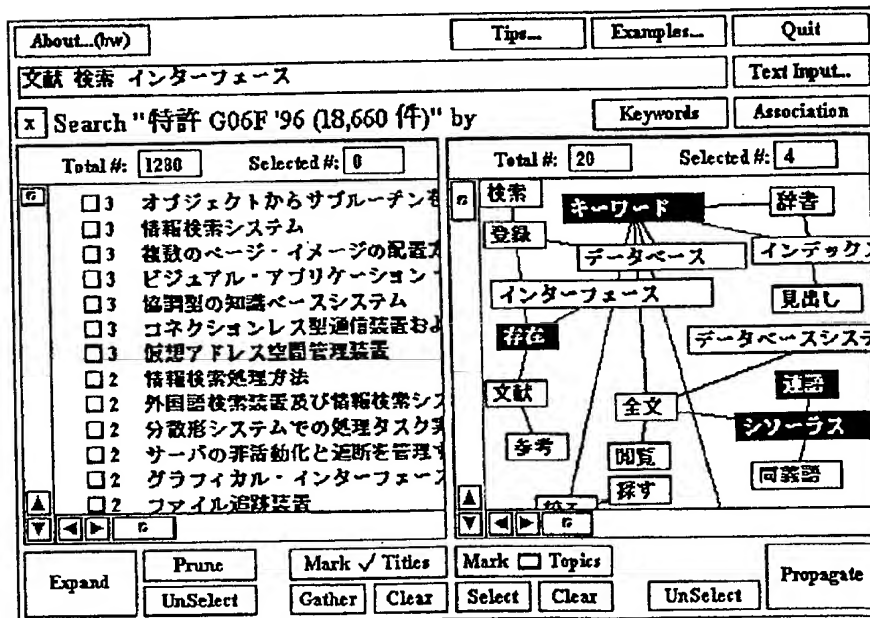 About...(hw) Tips... Examples... Quit
文献 検索 インターフェース Text Input...
x Search "特許 G06F '96 (18,660 件)" by Keywords Association
Total #: 1280 Selected #: 0
3 オブジェクトからサブルーチンを
3 情報検索システム
3 複数のページ・イメージの配置方
3 ビジュアル・アプリケーション
3 協調型の知識ベースシステム
3 コネクションレス型通信装置およ
3 仮想アドレス空間管理装置
2 情報検索処理方法
2 外国語検索装置及び情報検索シス
2 分散形システムでの処理タスク実
2 サーバの非活動化と遮断を管理す
2 グラフィカル・インターフェース
2 ファイル追跡装置
Total #: 20 Selected #: 4
検索 キーワード 辞書
登録 データベース インデックス
インターフェース 見出し
存在 データベースシステ
文献 全文 連語
シソーラス
参考 閲覧 同義語
探す
Expand Prune Mark ✓ Titles Mark Topics Propagate
UnSelect Gather Clear Select Clear UnSelect